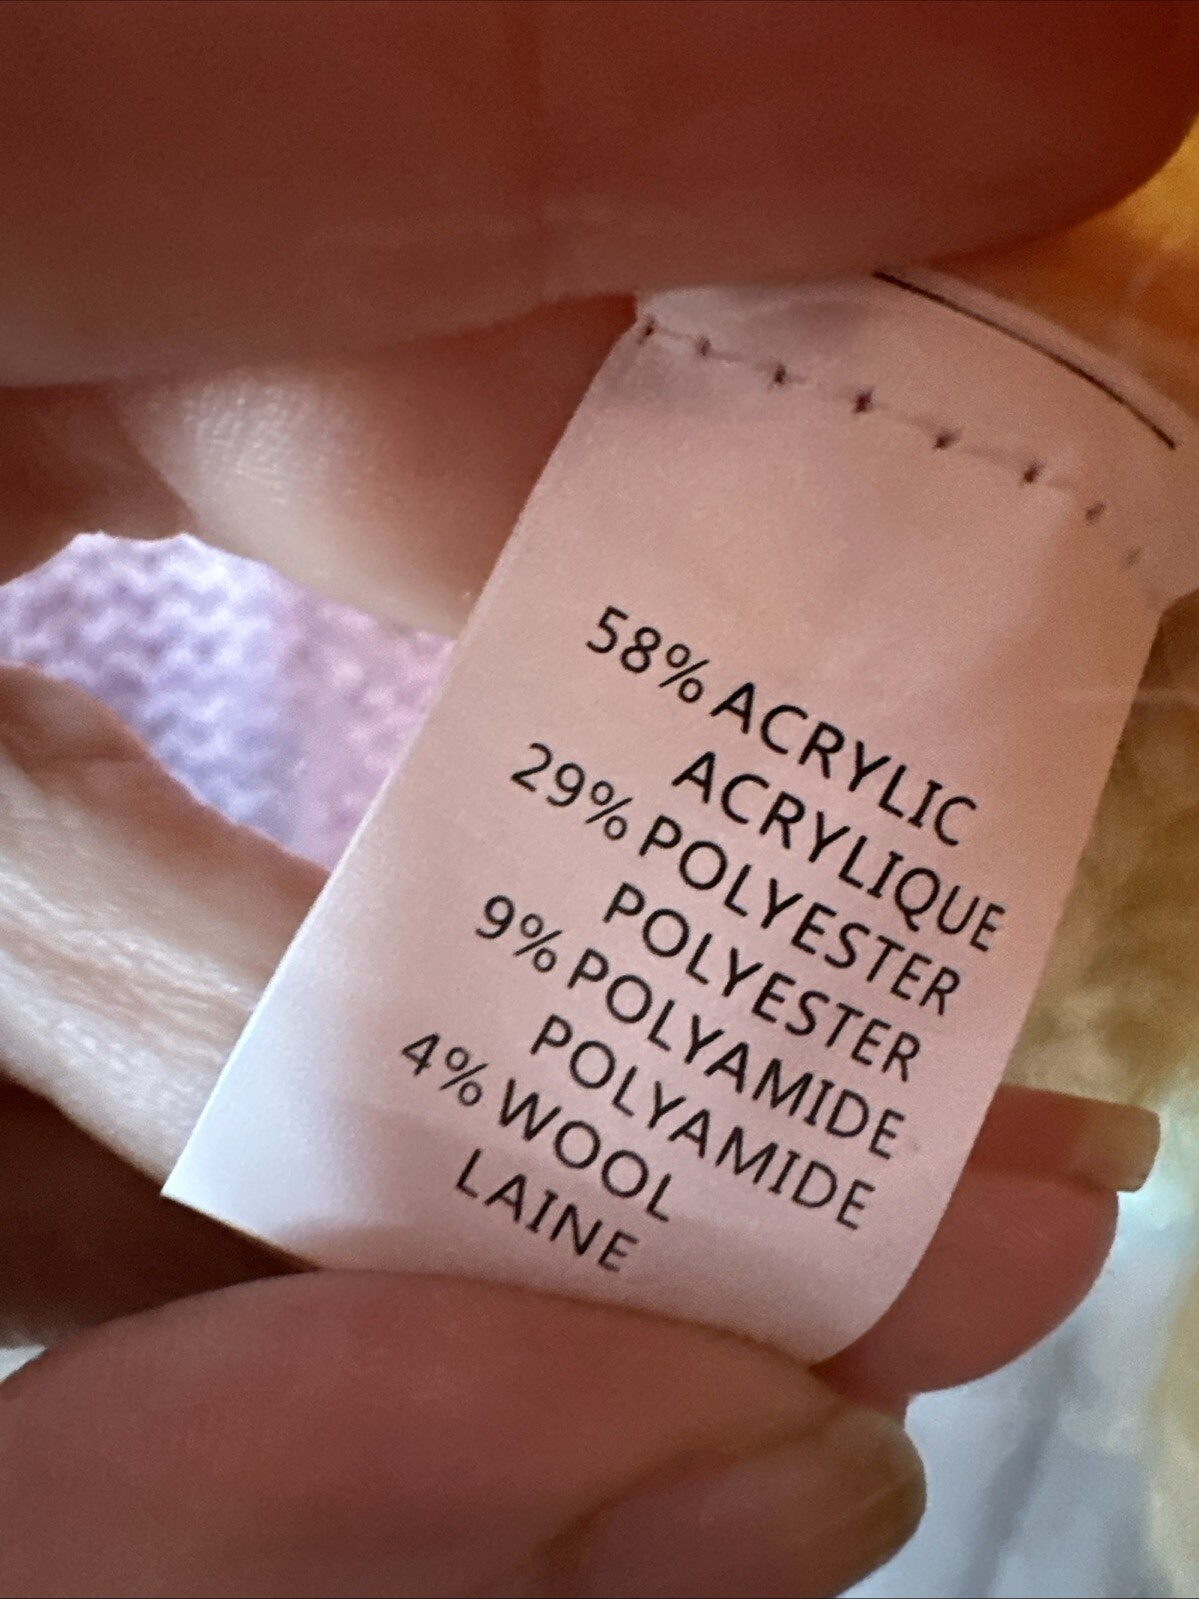 58% ACRYLIC
ACRYLIQUE
29% POLYESTER
POLYESTER
9% POLYAMIDE
POLYAMIDE
4% WOOL
LAINE